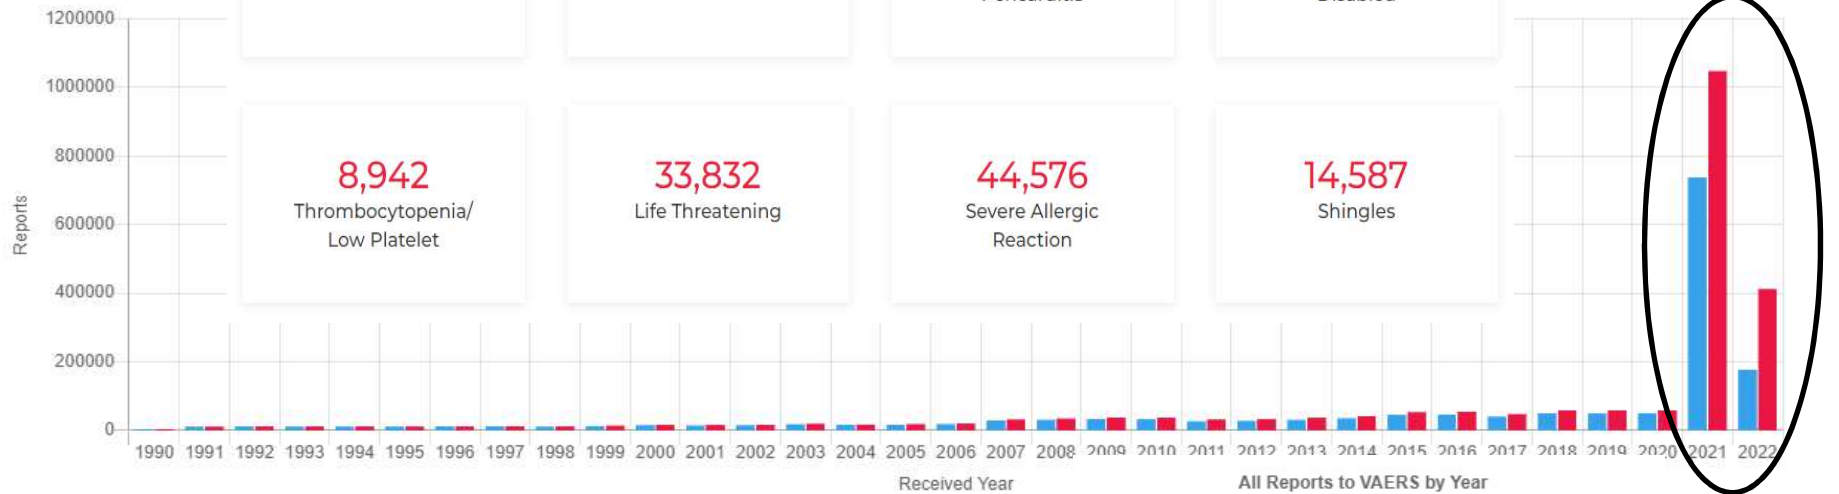 1200000
1000000
800000
600000
400000
200000
0
Reports
8,942
Thrombocytopenia/
Low Platelet
33,832
Life Threatening
44,576
Severe Allergic
Reaction
14,587
Shingles
1990 1991 1992 1993 1994 1995 1996 1997 1998 1999 2000 2001 2002 2003 2004 2005 2006 2007 2008 2009 2010 2011 2012 2013 2014 2015 2016 2017 2018 2019 2020 2021 2022
Received Year
All Reports to VAERS by Year